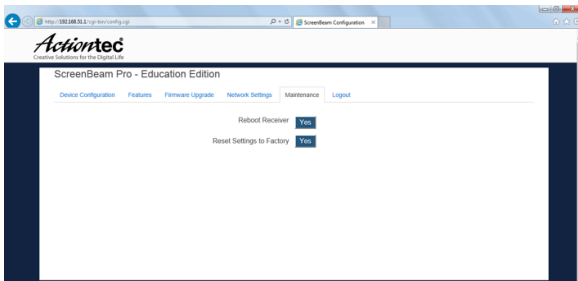 http://192.168.51.1/cgi-bin/config.cgi
ScreenBeam Configuration
Actiontec
Creative Solutions for the Digital Life
ScreenBeam Pro - Education Edition
Device Configuration Features Firmware Upgrade Network Settings Maintenance Logout
Reboot Receiver Yes
Reset Settings to Factory Yes